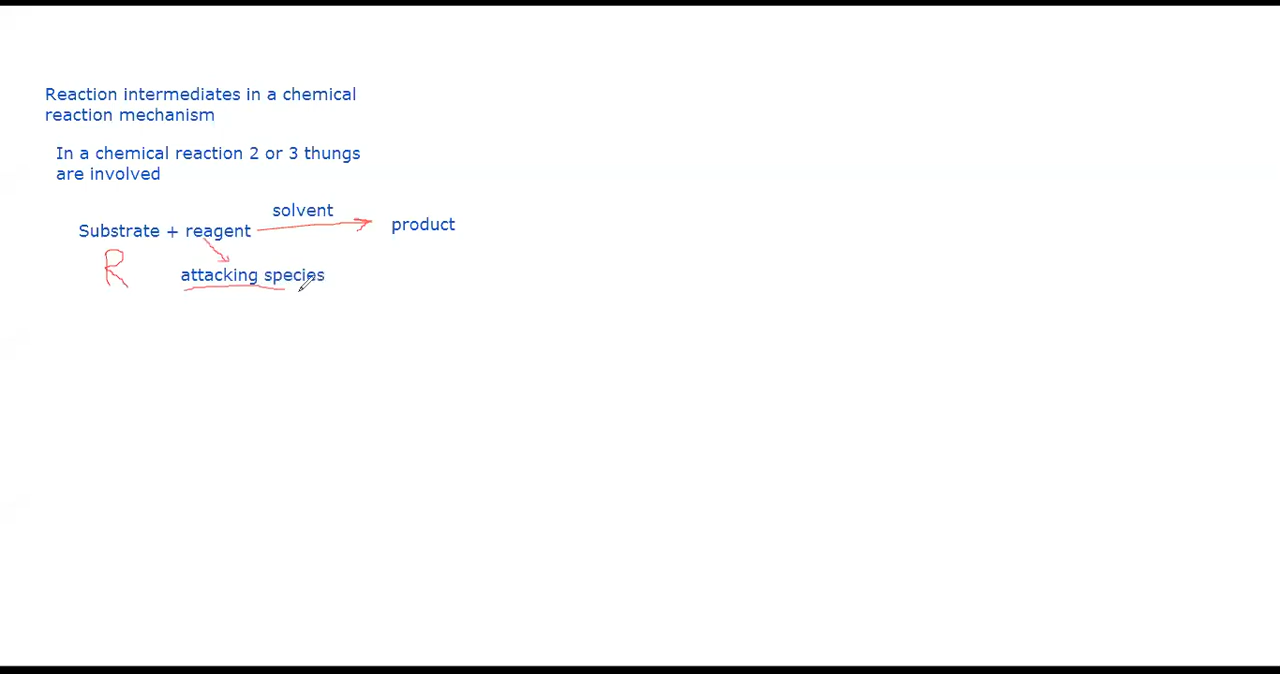 Reaction intermediates in a chemical
reaction mechanism
In a chemical reaction 2 or 3 thungs
are involved
solvent
Substrate + reagent
product
R
attacking species